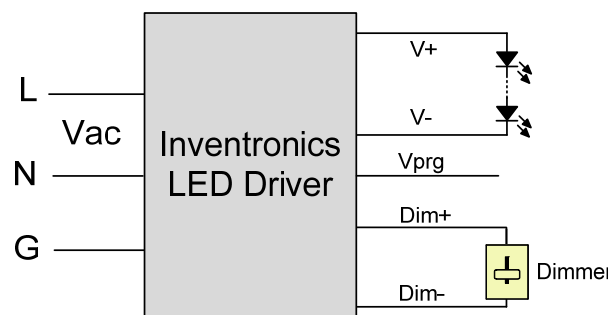 L
Vac
N
G
Inventronics
LED Driver
V+
V-
Vprg
Dim+
Dim-
Dimmer